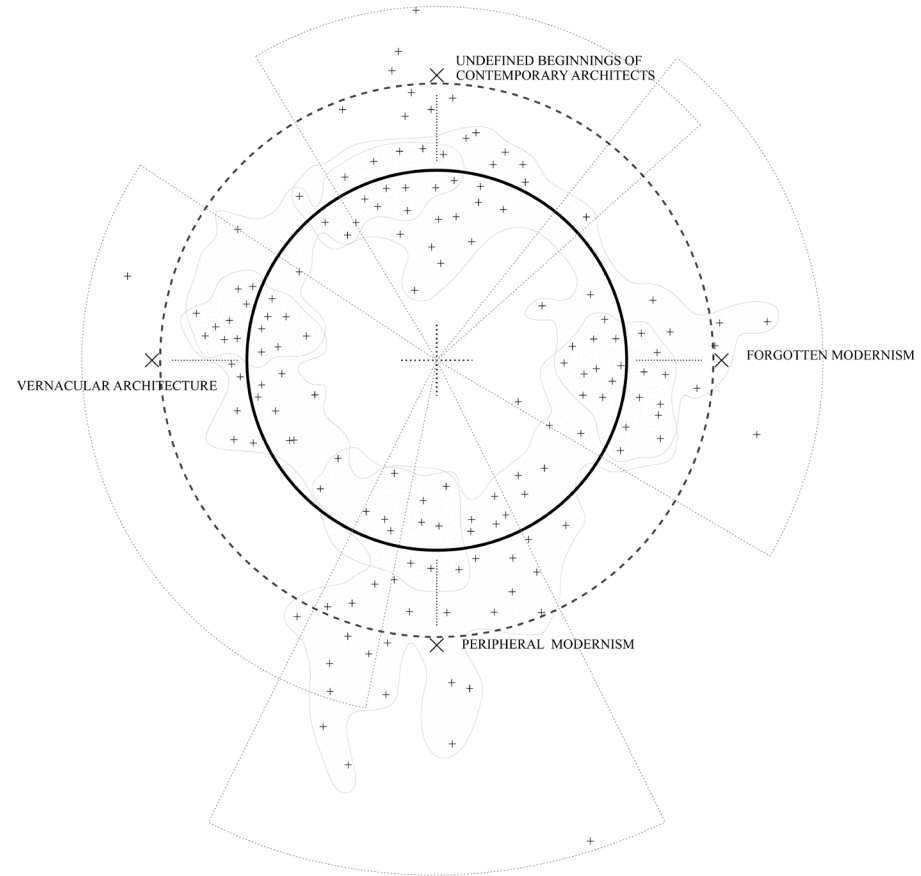 UNDEFINED BEGINNINGS OF
CONTEMPORARY ARCHITECTS
FORGOTTEN MODERNISM
VERNACULAR ARCHITECTURE
PERIPHERAL MODERNISM